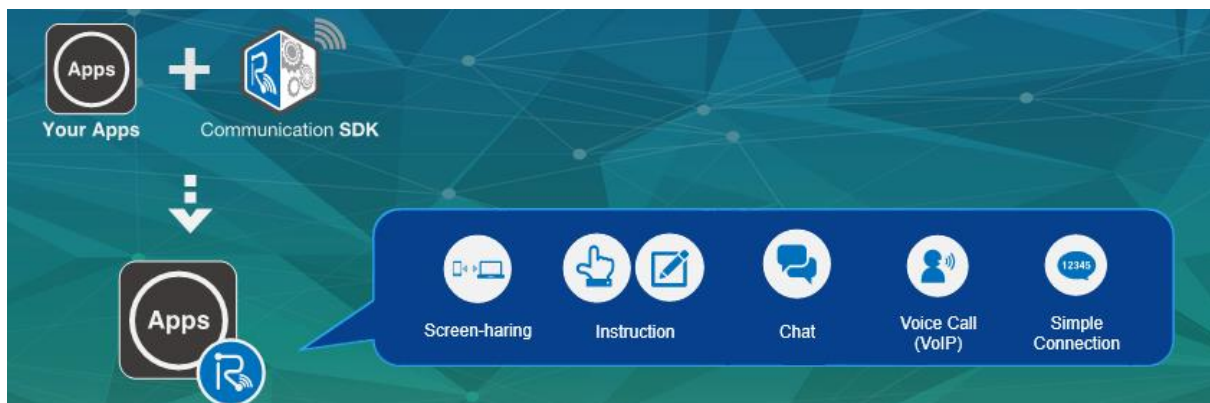 Apps
Your Apps
Communication SDK
Apps
Screen-haring
Instruction
Chat
Voice Call
(VoIP)
12345
Simple
Connection